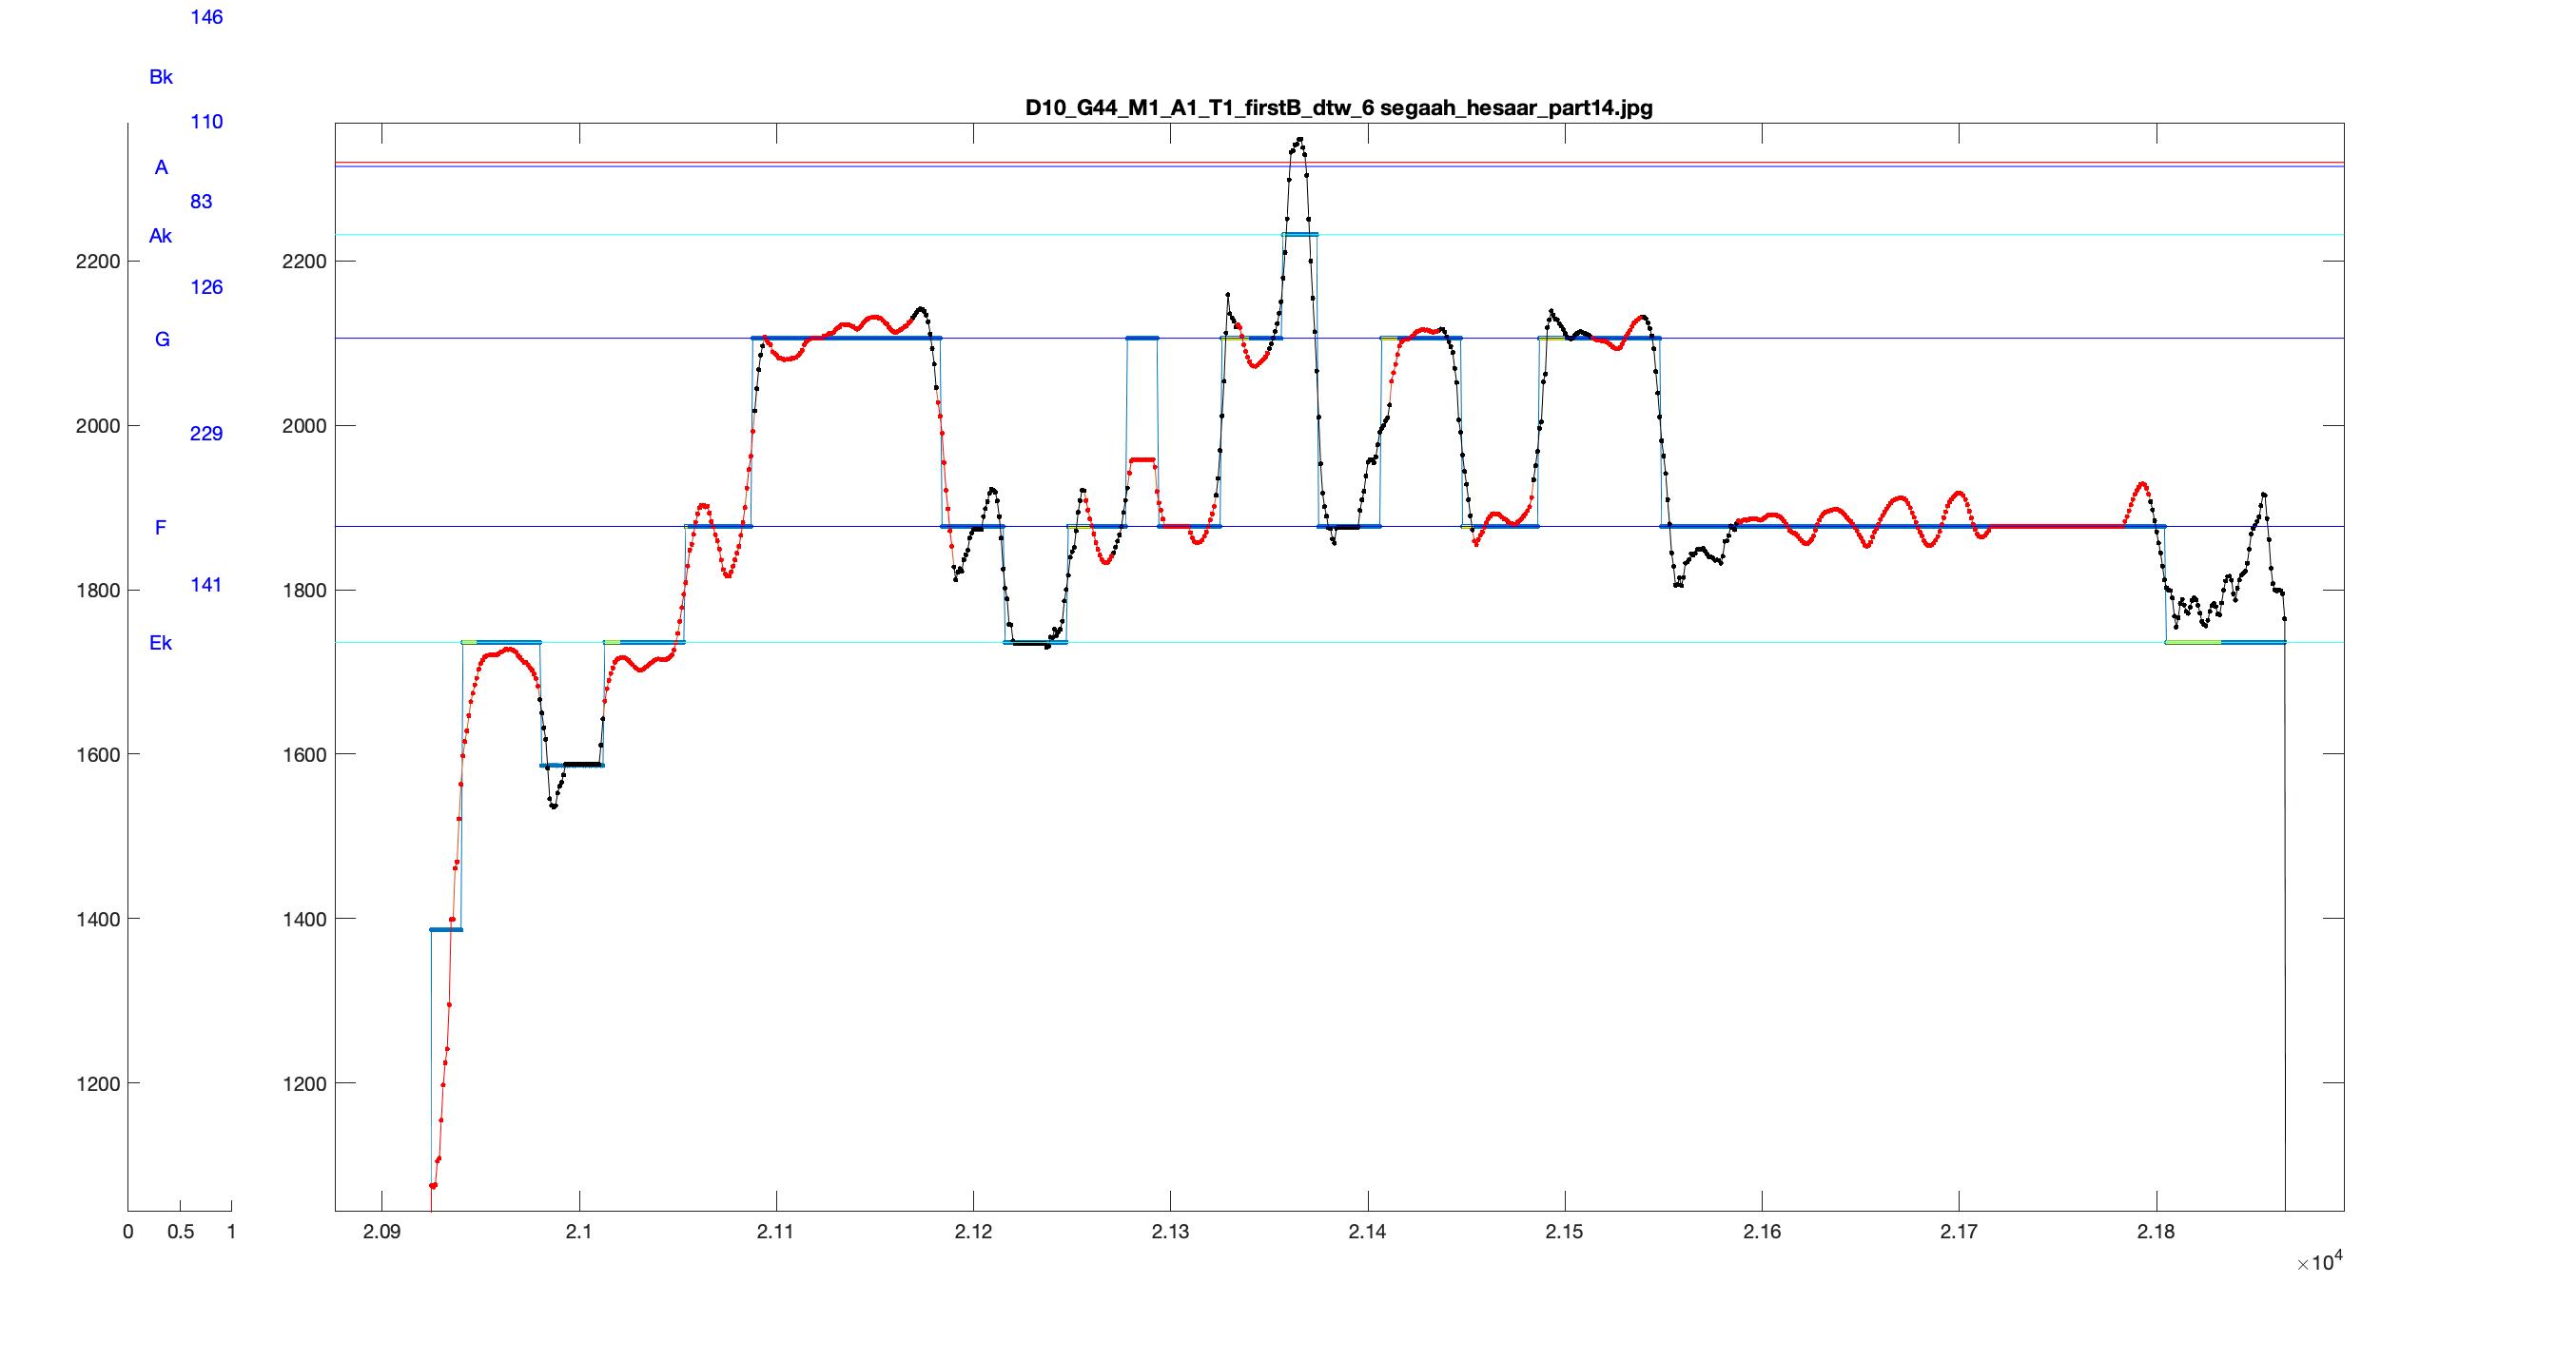 146
Bk
D10_G44_M1_A1_T1_firstB_dtw_6 segaah_hesaar_part14.jpg
110
A
83
Ak
2200 2200
126
G
2000 2000
229
F
1800 1800
141
Ek
1600 1600
1400 1400
1200 1200
0 0.5 1 2.09 2.1 2.11 2.12 2.13 2.14 2.15 2.16 2.17 2.18
×10⁴